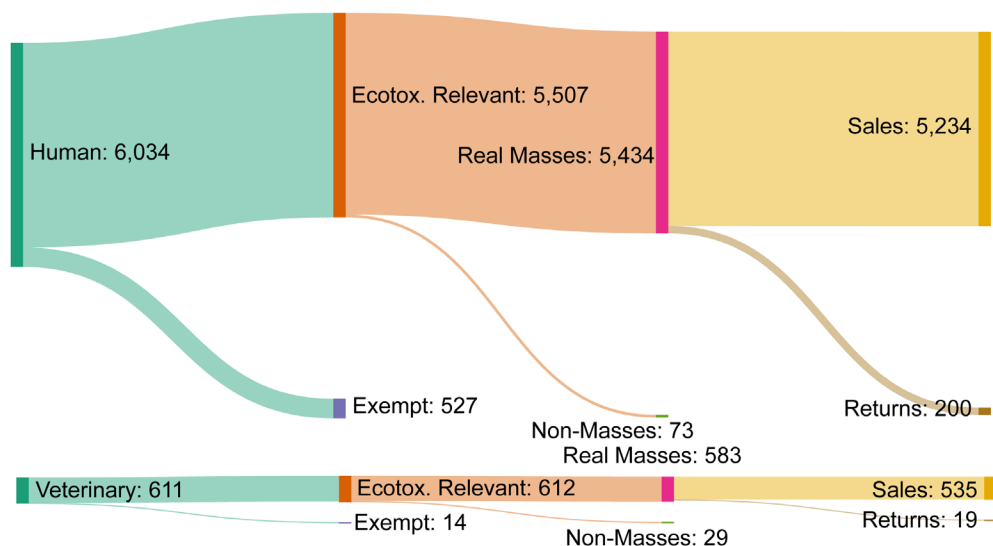 Human: 6,034
Ecotox. Relevant: 5,507
Real Masses: 5,434
Sales: 5,234
Exempt: 527
Non-Masses: 73
Returns: 200
Real Masses: 583
Veterinary: 611
Ecotox. Relevant: 612
Sales: 535
Exempt: 14
Non-Masses: 29
Returns: 19